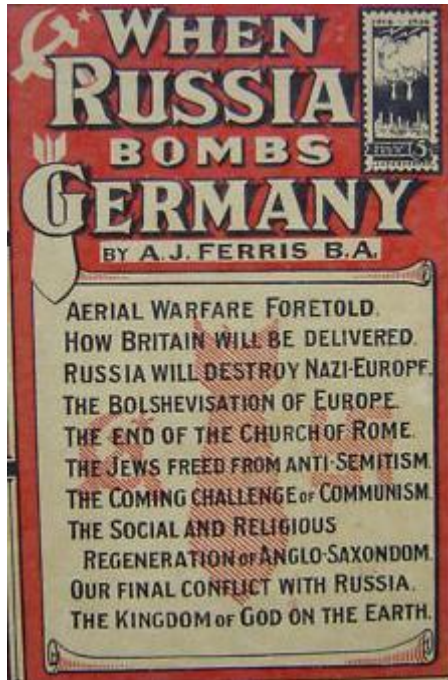 WHEN
RUSSIA
BOMBS
GERMANY
BY A.J. FERRIS B.A.
AERIAL WARFARE FORETOLD.
HOW BRITAIN WILL BE DELIVERED.
RUSSIA WILL DESTROY NAZI-EUROPE.
THE BOLSHEVISATION OF EUROPE.
THE END OF THE CHURCH OF ROME.
THE JEWS FREED FROM ANTI-SEMITISM.
THE COMING CHALLENGE OF COMMUNISM.
THE SOCIAL AND RELIGIOUS
REGENERATION OF ANGLO-SAXONDOM.
OUR FINAL CONFLICT WITH RUSSIA.
THE KINGDOM OF GOD ON THE EARTH.